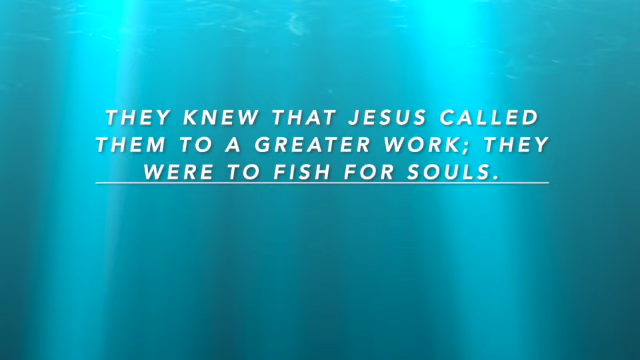 THEY KNEW THAT JESUS CALLED
THEM TO A GREATER WORK; THEY
WERE TO FISH FOR SOULS.